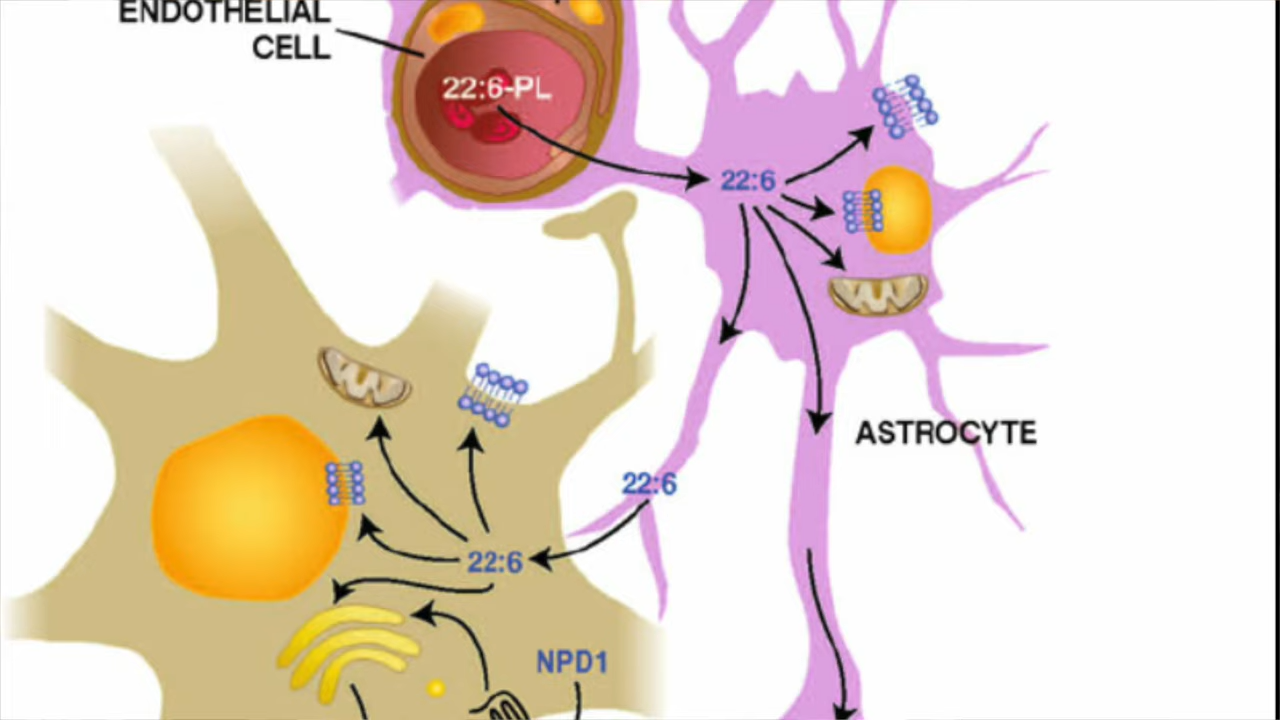 ENDOTHELIAL
CELL
22:6-PL
22:6
ASTROCYTE
22:6
22:6
NPD1